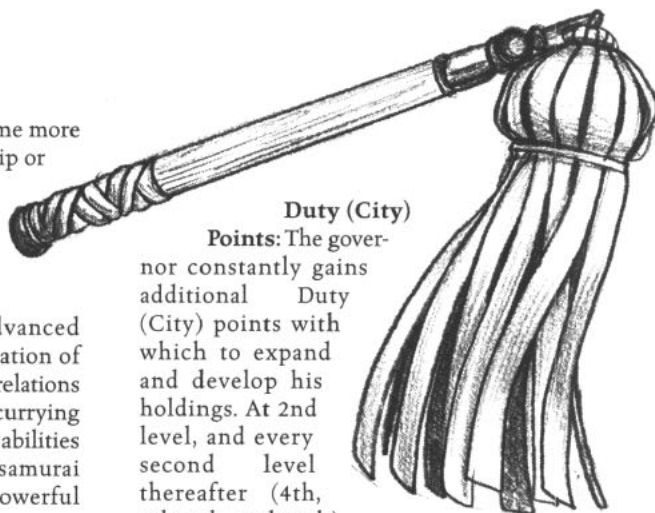 me more
ip or
dvanced
ation of
relations
currying
abilities
samurai
owerful
Duty (City)
Points: The gover-
nor constantly gains
additional Duty
(City) points with
which to expand
and develop his
holdings. At 2nd
level, and every
second level
thereafter (4th,